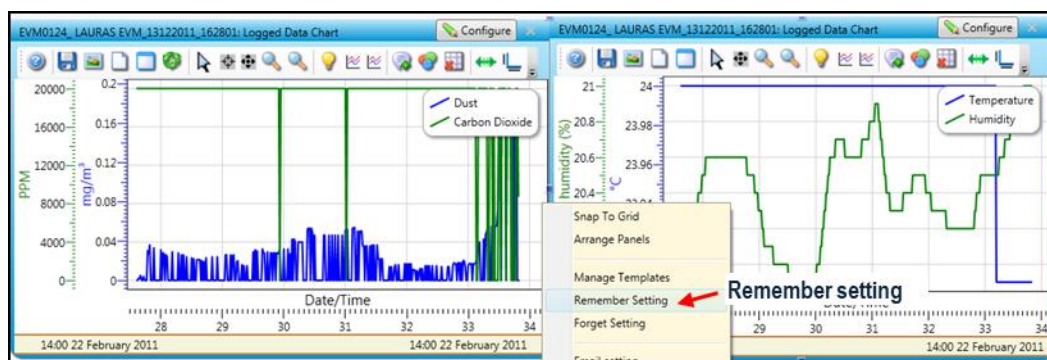 EVM0124_ LAURAS EVM_13122011_162801: Logged Data Chart
Configure
Dust
Carbon Dioxide
20000
16000
12000
8000
4000
0
PPM
0.2
0.16
0.12
0.08
0.04
0
mg/m³
Date/Time
28 29 30 31 32 33 34
14:00 22 February 2011
14:00 22 February 2011
EVM0124_ LAURAS EVM_13122011_162801: Logged Data Chart
Configure
Temperature
Humidity
21
20.8
20.6
20.4
humidity (%)
24
23.98
23.96
°C
Snap To Grid
Arrange Panels
Manage Templates
Remember Setting
Forget Setting
Remember setting
29 30 31 32 33 34
14:00 22 February 2011